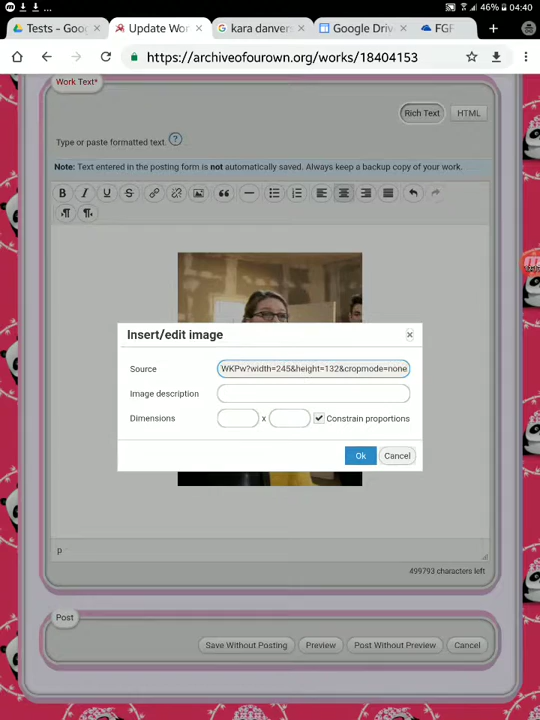 46% 04:40
Tests - Goog
Update Wor
kara danver
Google Driv
FGF
https://archiveofourown.org/works/18404153
Work Text*
Rich Text HTML
Type or paste formatted text. ?
Note: Text entered in the posting form is not automatically saved. Always keep a backup copy of your work.
B I U S
Insert/edit image ×
Source WKPw?width=245&height=132&cropmode=none
Image description
Dimensions x Constrain proportions
Ok Cancel
p
499793 characters left
Post
Save Without Posting Preview Post Without Preview Cancel